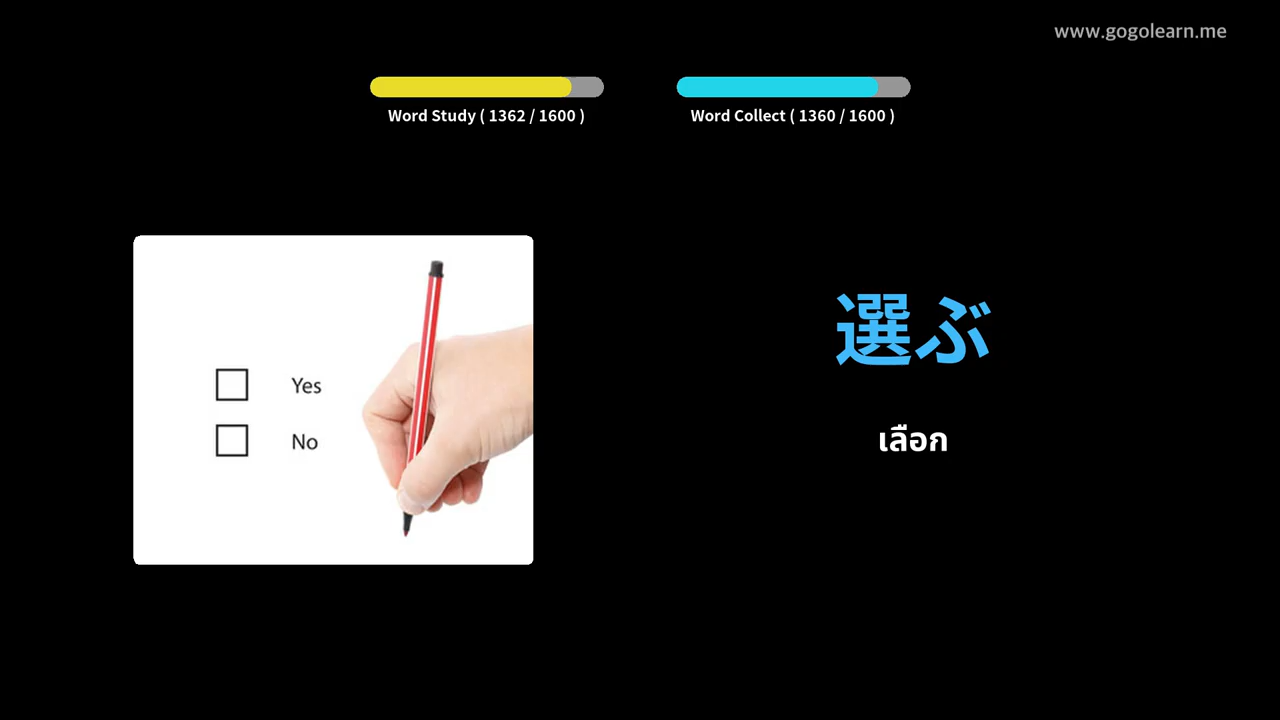 www.gogolearn.me
Word Study ( 1362 / 1600 )
Word Collect ( 1360 / 1600 )
Yes
No
選ぶ
เลือก